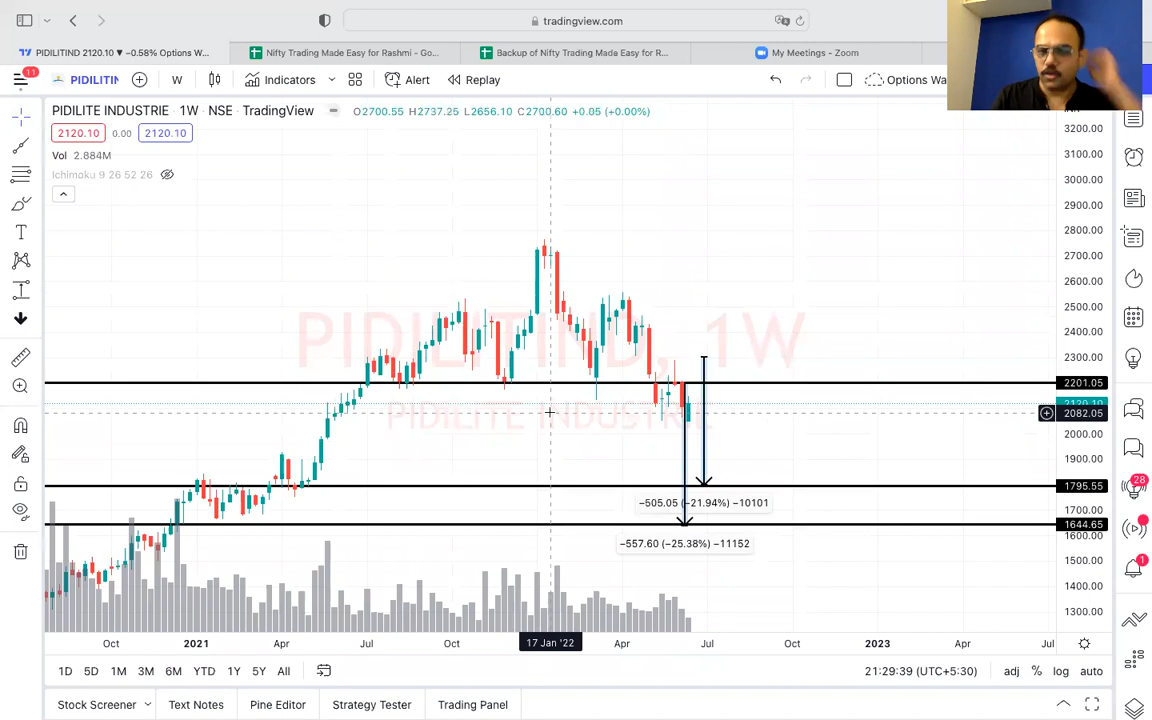 tradingview.com
PIDILITIND 2120.10 ▼ −0.58% Options W...
Nifty Trading Made Easy for Rashmi - Go...
Backup of Nifty Trading Made Easy for R...
My Meetings - Zoom
11
PIDILITIN
W
Indicators
Alert
Replay
Options Wa
PIDILITE INDUSTRIE · 1W · NSE · TradingView
O2700.55 H2737.25 L2656.10 C2700.60 +0.05 (+0.00%)
2120.10 0.00 2120.10
Vol 2.884M
Ichimoku 9 26 52 26
PIDILITIND, 1W
PIDILITE INDUSTRIE
3200.00
3100.00
3000.00
2900.00
2800.00
2700.00
2600.00
2500.00
2400.00
2300.00
2201.05
2120.10
2082.05
2000.00
1900.00
1795.55
1700.00
1644.65
1600.00
1500.00
1400.00
1300.00
−505.05 (−21.94%) −10101
−557.60 (−25.38%) −11152
28
1
Oct 2021 Apr Jul Oct 17 Jan '22 Apr Jul Oct 2023 Apr Jul
1D 5D 1M 3M 6M YTD 1Y 5Y All
21:29:39 (UTC+5:30) adj % log auto
Stock Screener Text Notes Pine Editor Strategy Tester Trading Panel